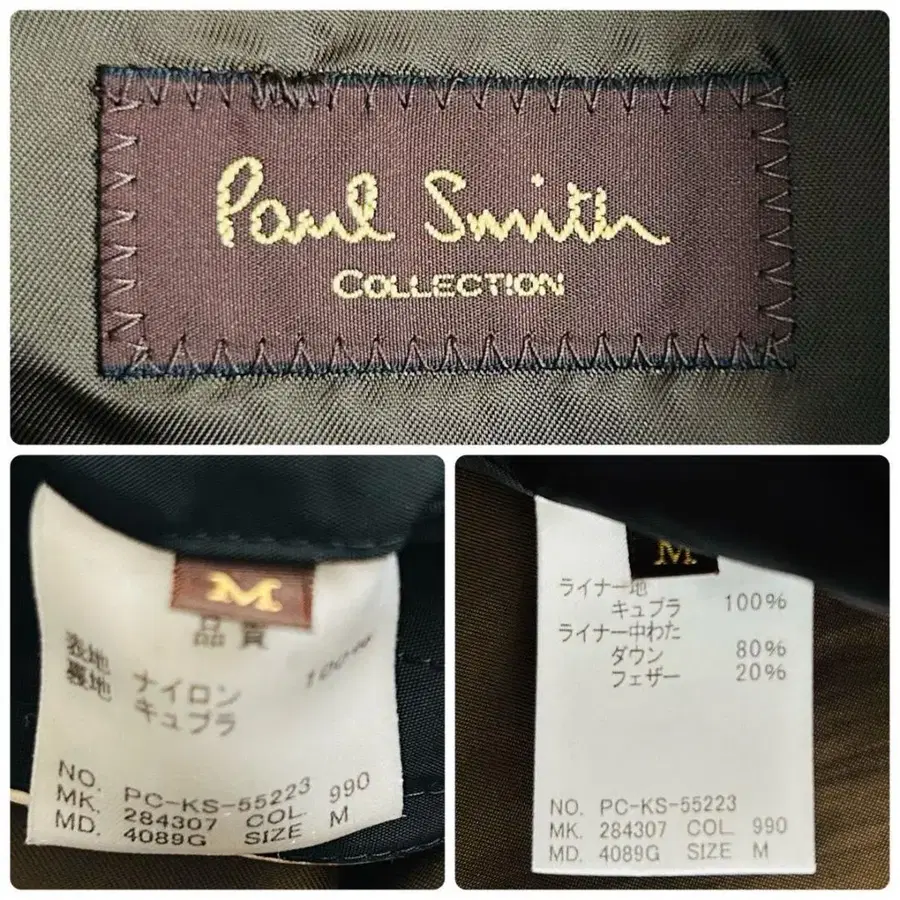 Paul Smith
COLLECTION
M
品質
表地 ナイロン 100%
裏地 キュプラ
NO. PC-KS-55223
MK. 284307 COL 990
MD. 4089G SIZE M
M
ライナー地
キュプラ 100%
ライナー中わた
ダウン 80%
フェザー 20%
NO. PC-KS-55223
MK. 284307 COL 990
MD. 4089G SIZE M